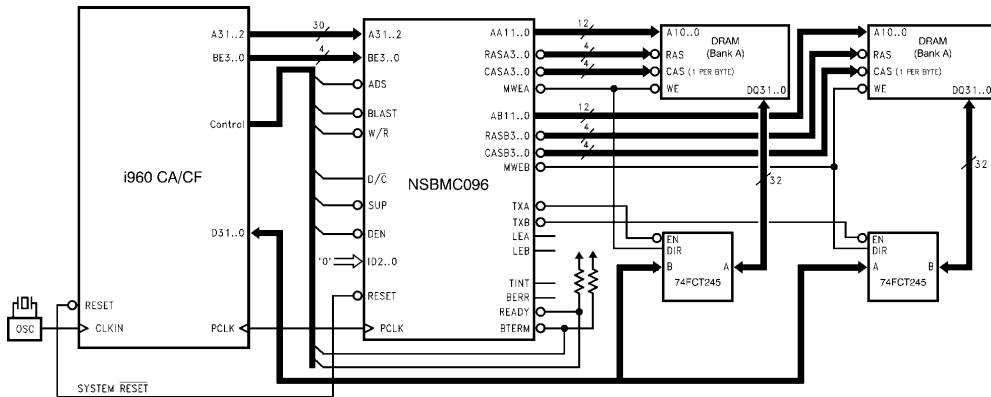 i960 CA/CF
A31..2
BE3..0
Control
D31..0
RESET
CLKIN
PCLK
OSC
SYSTEM RESET
30
4
NSBMC096
A31..2
BE3..0
ADS
BLAST
W/R
D/C
SUP
DEN
'0'
ID2..0
RESET
PCLK
AA11..0
RASA3..0
CASA3..0
MWEA
AB11..0
RASB3..0
CASB3..0
MWEB
TXA
TXB
LEA
LEB
TINT
BERR
READY
BTERM
12
4
4
12
4
4
A10..0
DRAM
(Bank A)
RAS
CAS (1 PER BYTE)
WE
DQ31..0
32
A10..0
DRAM
(Bank A)
RAS
CAS (1 PER BYTE)
WE
DQ31..0
32
EN
DIR
B
A
74FCT245
EN
DIR
A
B
74FCT245